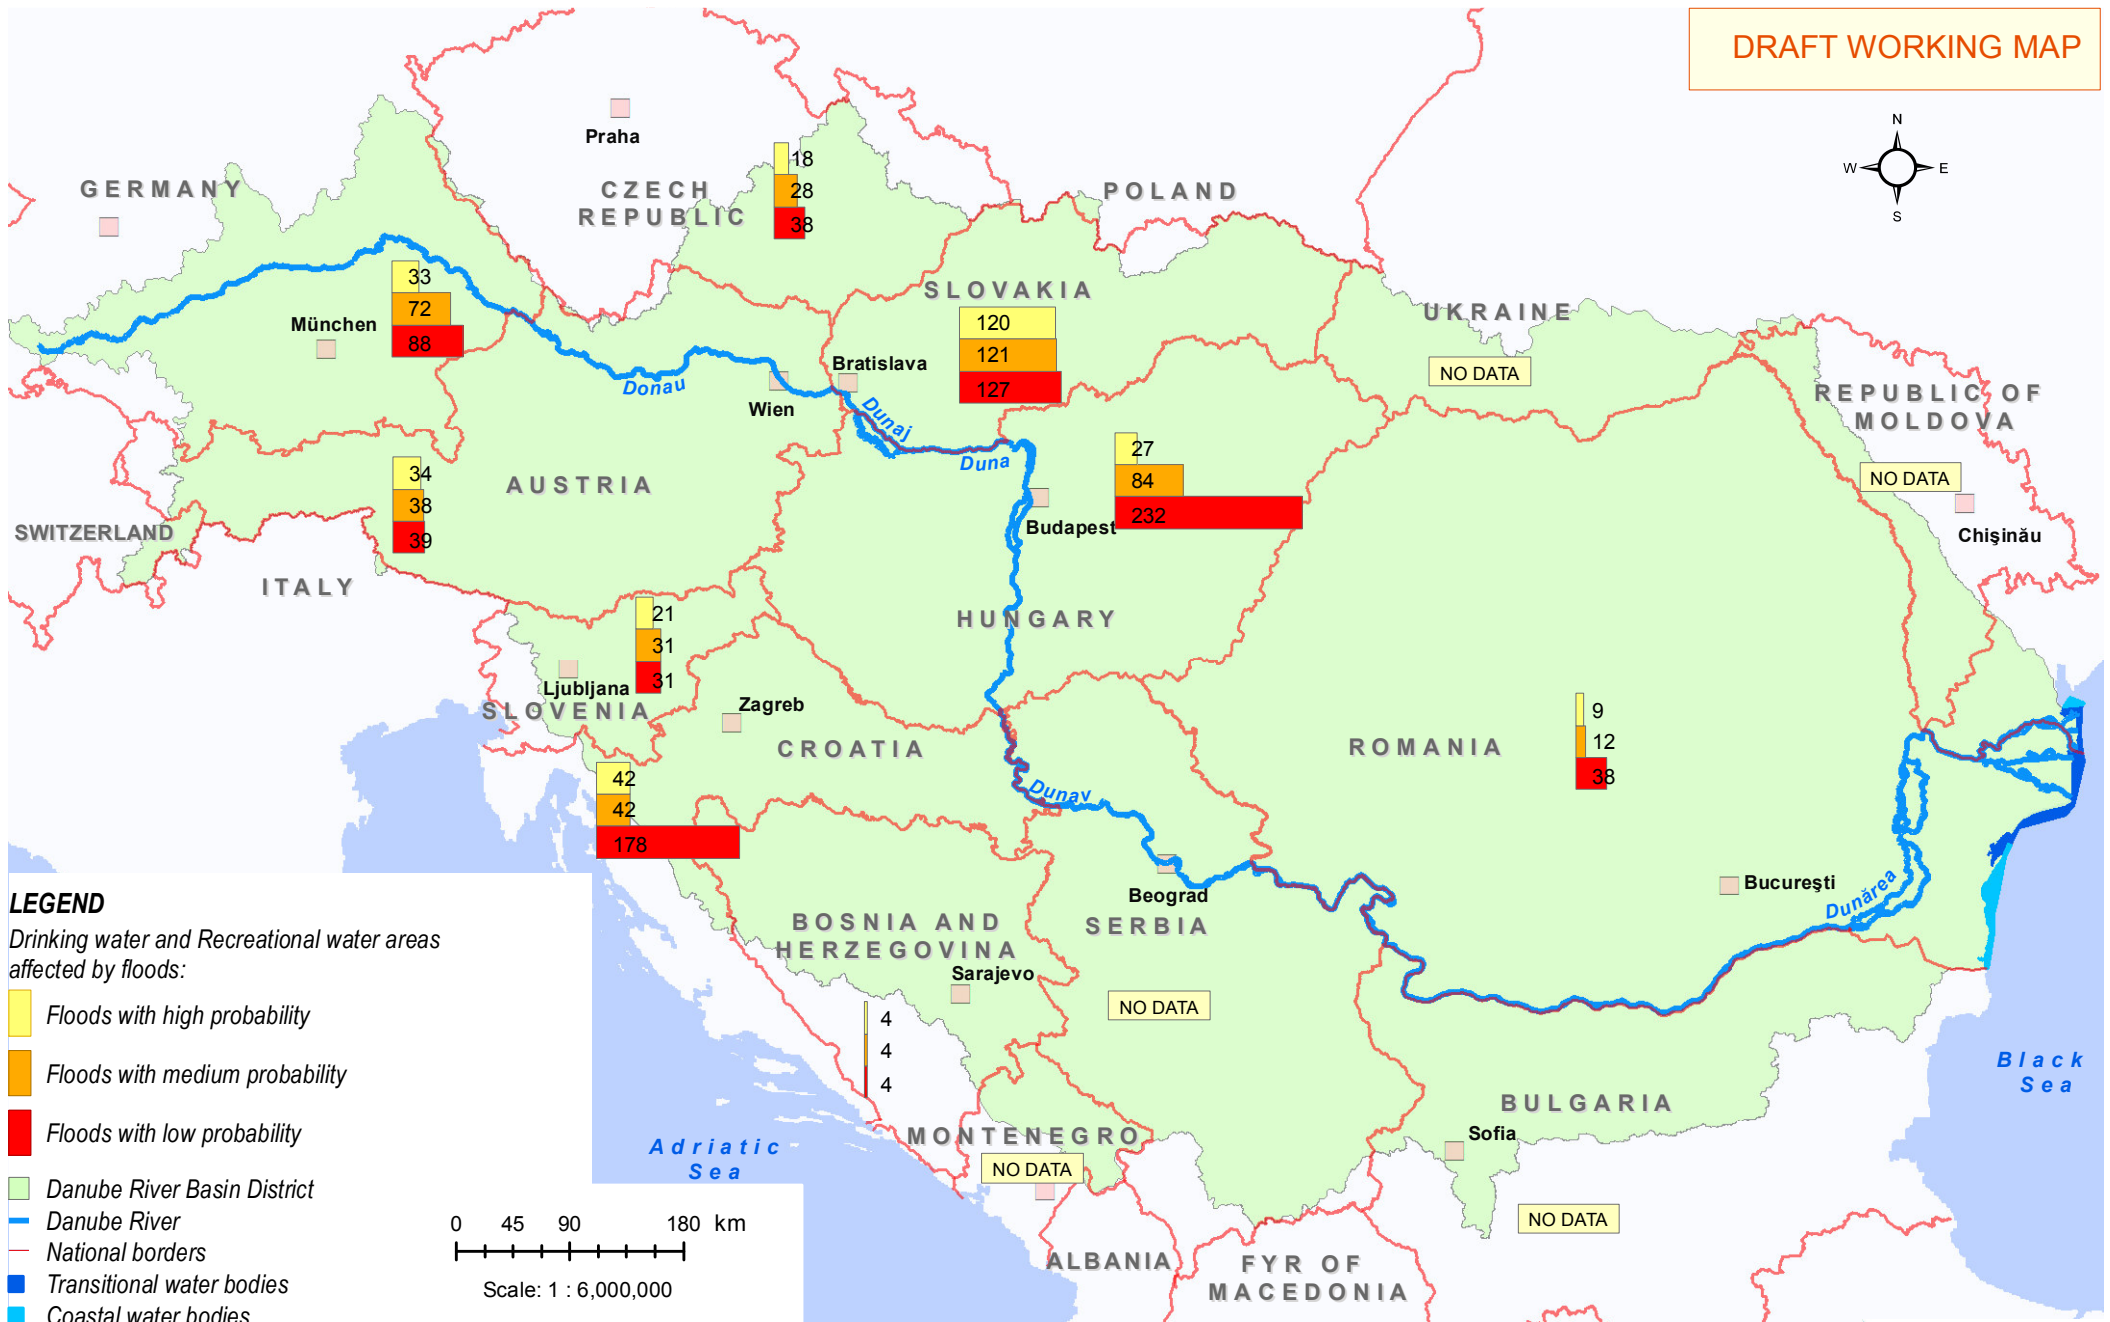 DRAFT WORKING MAP
N
W
E
S
Praha
GERMANY
CZECH
REPUBLIC
18
28
38
POLAND
33
72
88
München
SLOVAKIA
120
121
127
UKRAINE
NO DATA
Bratislava
Donau
Wien
Dunaj
Duna
REPUBLIC OF
MOLDOVA
NO DATA
Chişinău
27
84
232
Budapest
34
38
39
AUSTRIA
SWITZERLAND
ITALY
HUNGARY
21
31
31
Ljubljana
SLOVENIA
Zagreb
CROATIA
ROMANIA
9
12
38
42
42
178
Dunav
Beograd
SERBIA
Bucureşti
Dunărea
BOSNIA AND
HERZEGOVINA
Sarajevo
NO DATA
4
4
4
Black
Sea
BULGARIA
Sofia
MONTENEGRO
NO DATA
Adriatic
Sea
NO DATA
ALBANIA
FYR OF
MACEDONIA
LEGEND
Drinking water and Recreational water areas
affected by floods:
Floods with high probability
Floods with medium probability
Floods with low probability
Danube River Basin District
Danube River
National borders
Transitional water bodies
Coastal water bodies
0 45 90 180 km
Scale: 1 : 6,000,000